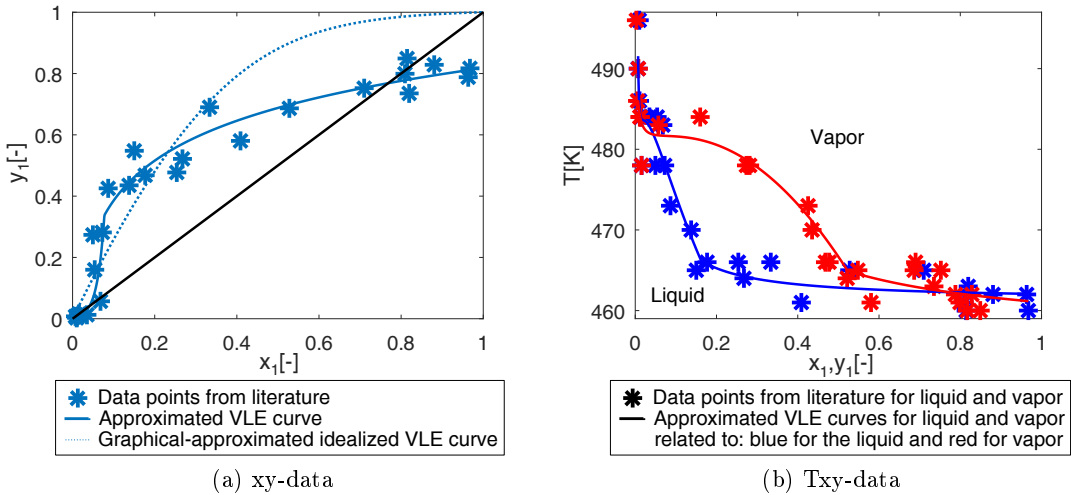 1
0.8
0.6
0.4
0.2
0
y1[-]
0 0.2 0.4 0.6 0.8 1
x1[-]
Data points from literature
Approximated VLE curve
Graphical-approximated idealized VLE curve
(a) xy-data
490
480
470
460
T[K]
Vapor
Liquid
0 0.2 0.4 0.6 0.8 1
x1,y1[-]
Data points from literature for liquid and vapor
Approximated VLE curves for liquid and vapor
related to: blue for the liquid and red for vapor
(b) Txy-data